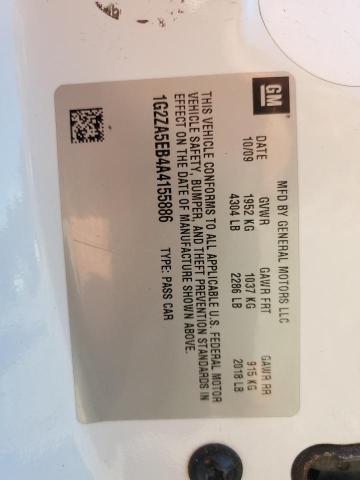 GM
MFD BY GENERAL MOTORS LLC
DATE GVWR GAWR FRT GAWR RR
10/09 1952 KG 1037 KG 915 KG
4304 LB 2286 LB 2018 LB
THIS VEHICLE CONFORMS TO ALL APPLICABLE U.S. FEDERAL MOTOR
VEHICLE SAFETY, BUMPER, AND THEFT PREVENTION STANDARDS IN
EFFECT ON THE DATE OF MANUFACTURE SHOWN ABOVE.
1G2ZA5EB4A4155886 TYPE: PASS CAR